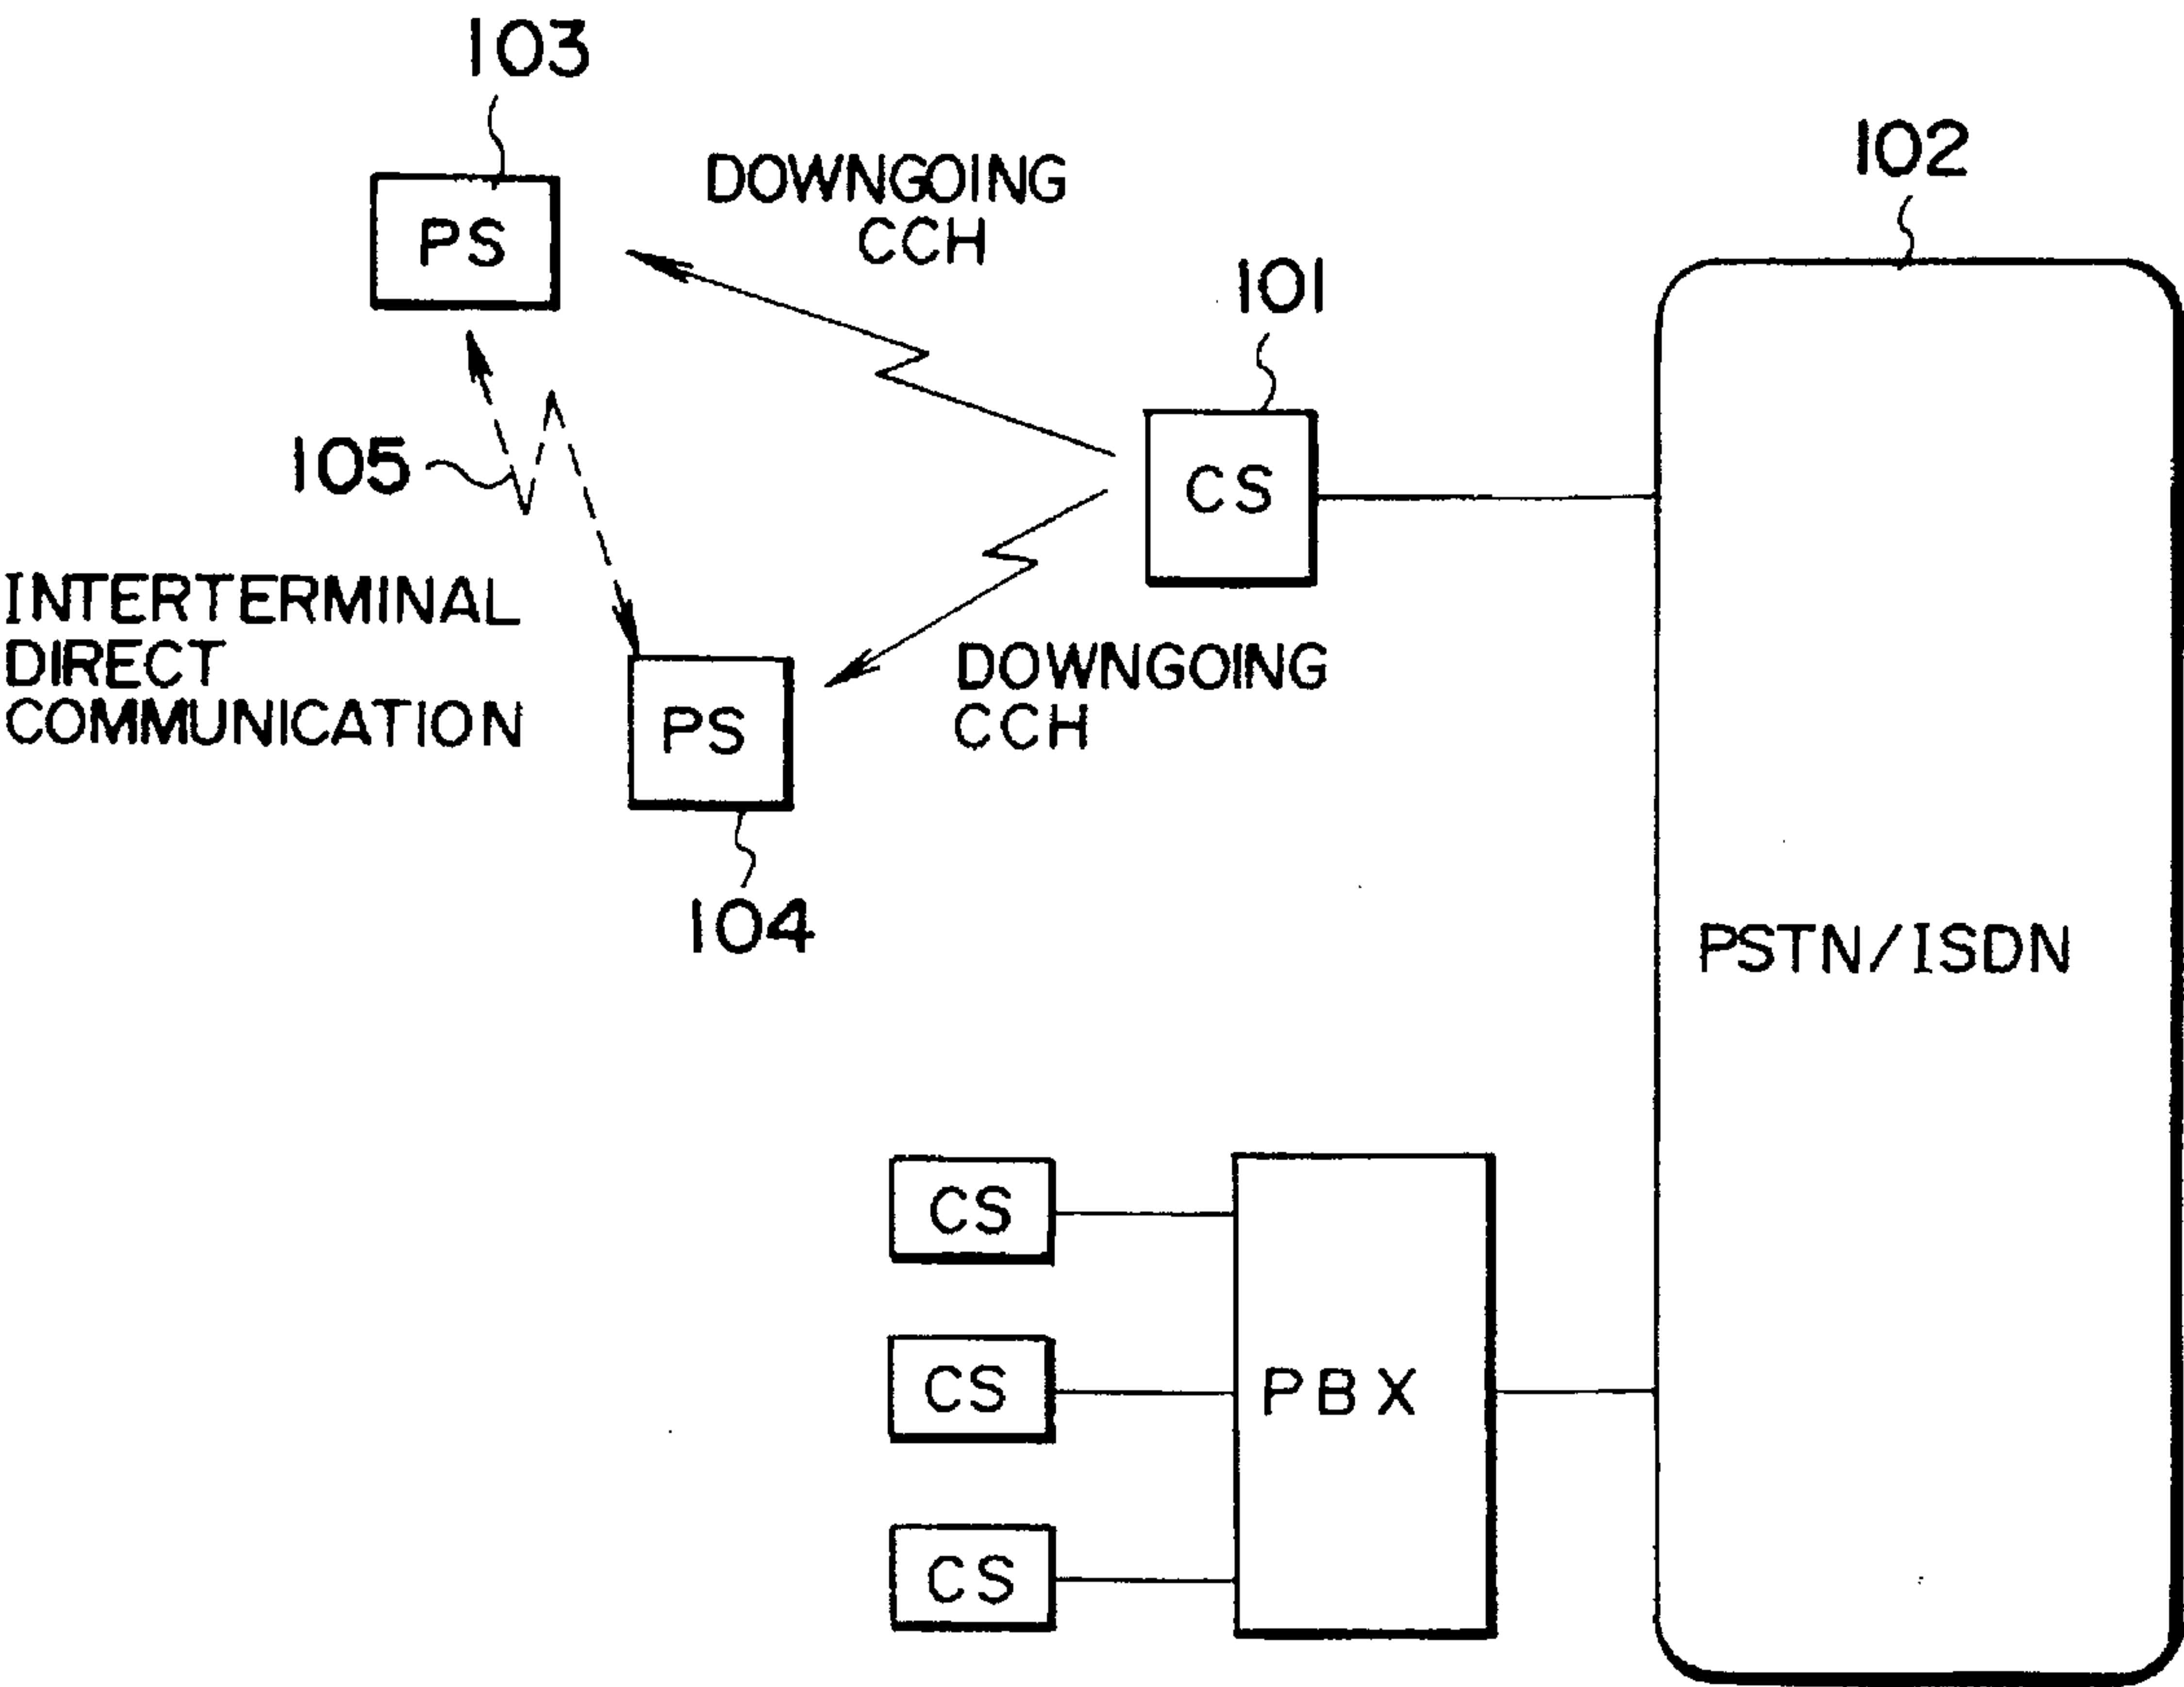 103
102
DOWNGOING
CCH
PS
101
105
CS
INTERTERMINAL
DIRECT
COMMUNICATION
DOWNGOING
CCH
PS
104
PSTN/ISDN
CS
CS
PBX
CS